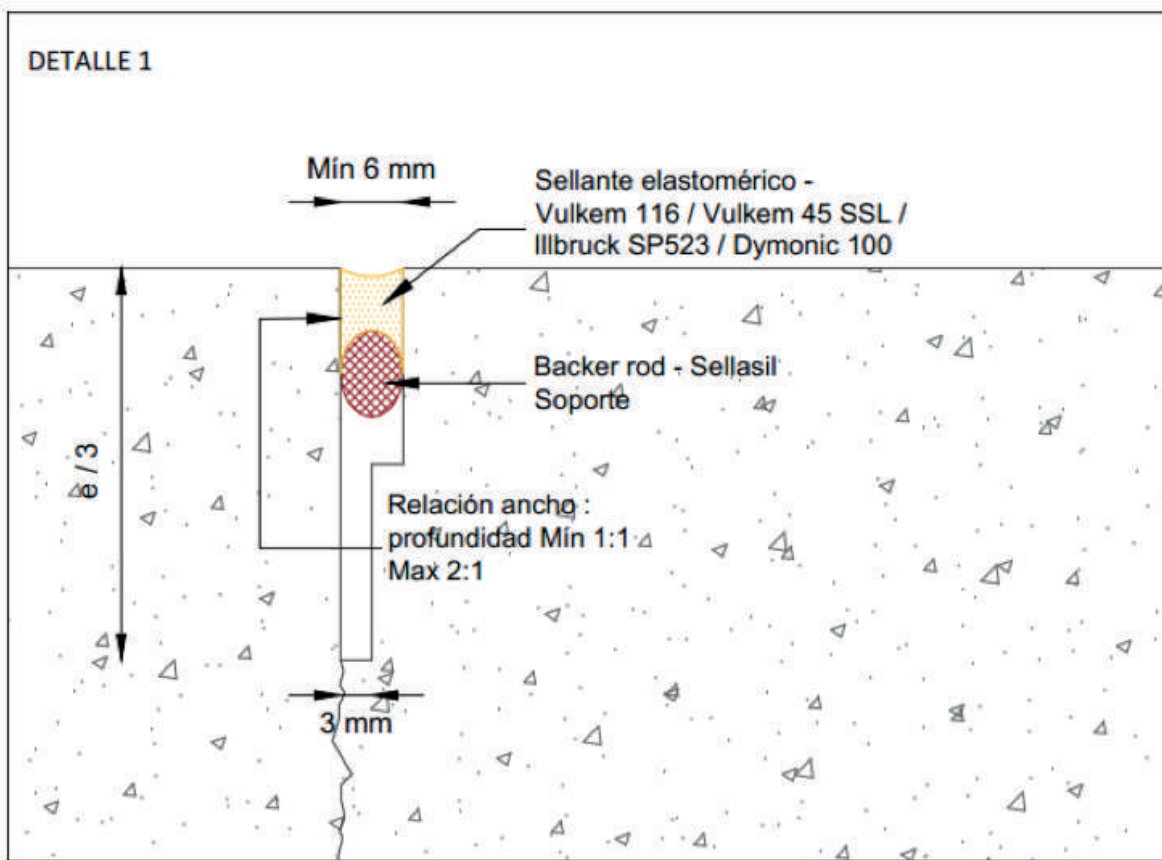 DETALLE 1
Mín 6 mm
Sellante elastomérico -
Vulkem 116 / Vulkem 45 SSL /
Illbruck SP523 / Dymonic 100
Backer rod - Sellasil
Soporte
e / 3
Relación ancho :
profundidad Mín 1:1
Max 2:1
3 mm